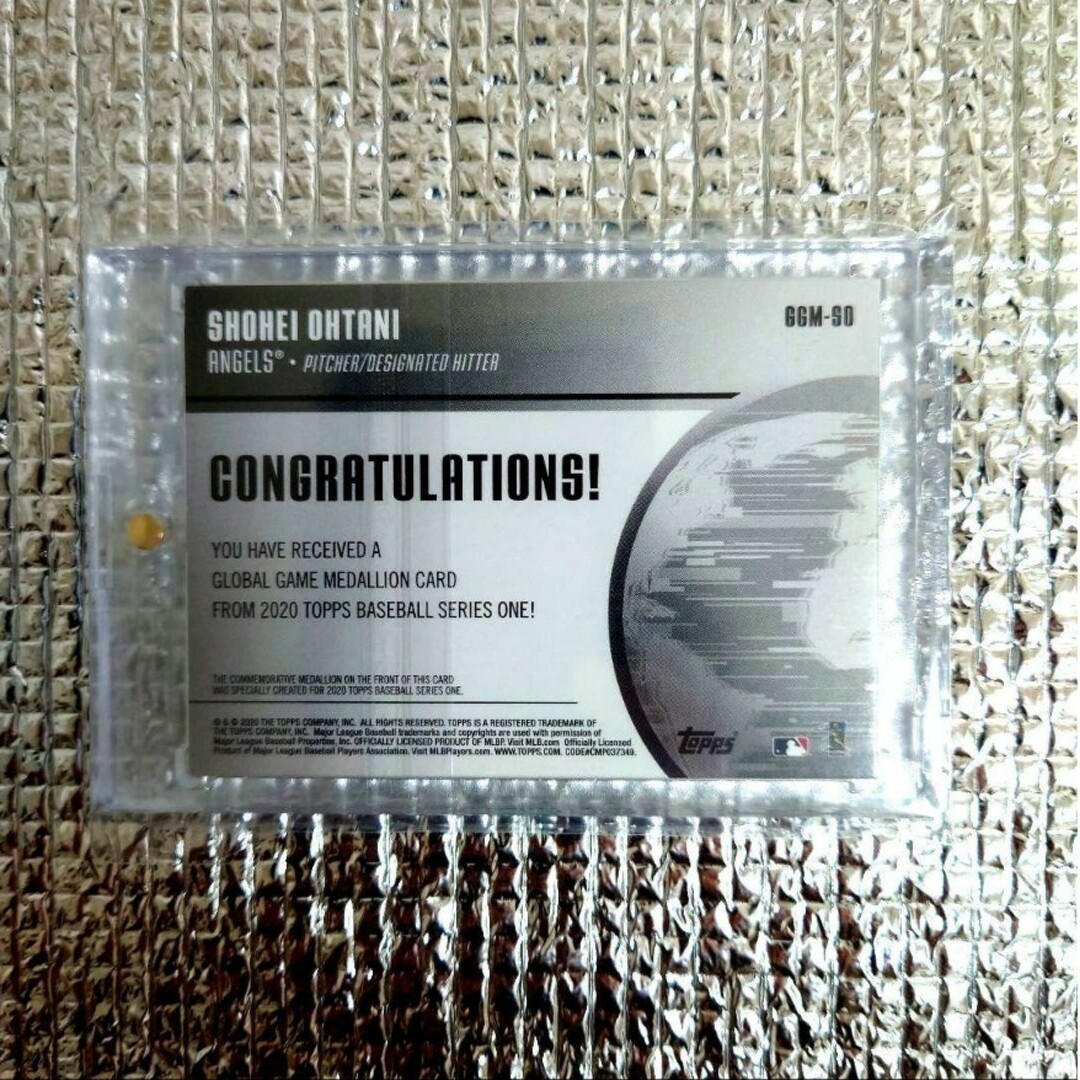 SHOHEI OHTANI
GGM-SO
ANGELS® • PITCHER/DESIGNATED HITTER
CONGRATULATIONS!
YOU HAVE RECEIVED A
GLOBAL GAME MEDALLION CARD
FROM 2020 TOPPS BASEBALL SERIES ONE!
THE COMMEMORATIVE MEDALLION ON THE FRONT OF THIS CARD
WAS SPECIALLY CREATED FOR 2020 TOPPS BASEBALL SERIES ONE.
® & © 2020 THE TOPPS COMPANY, INC. ALL RIGHTS RESERVED. TOPPS IS A REGISTERED TRADEMARK OF
THE TOPPS COMPANY, INC. Major League Baseball trademarks and copyrights are used with permission of
Major League Baseball Properties, Inc. OFFICIALLY LICENSED PRODUCT OF MLBP. Visit MLB.com Officially Licensed
Product of Major League Baseball Players Association. Visit MLBPlayers.com. WWW.TOPPS.COM. CODE#CMP037349.
topps